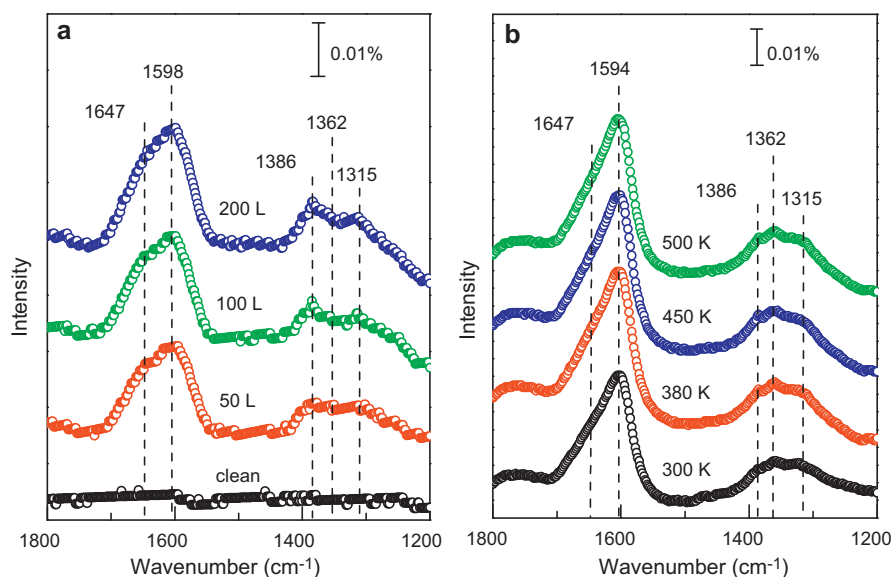 a
0.01%
1598
1647
1362
1386
1315
200 L
100 L
50 L
clean
Intensity
1800
1600
1400
1200
Wavenumber (cm⁻¹)
b
0.01%
1594
1647
1362
1386
1315
500 K
450 K
380 K
300 K
Intensity
1800
1600
1400
1200
Wavenumber (cm⁻¹)